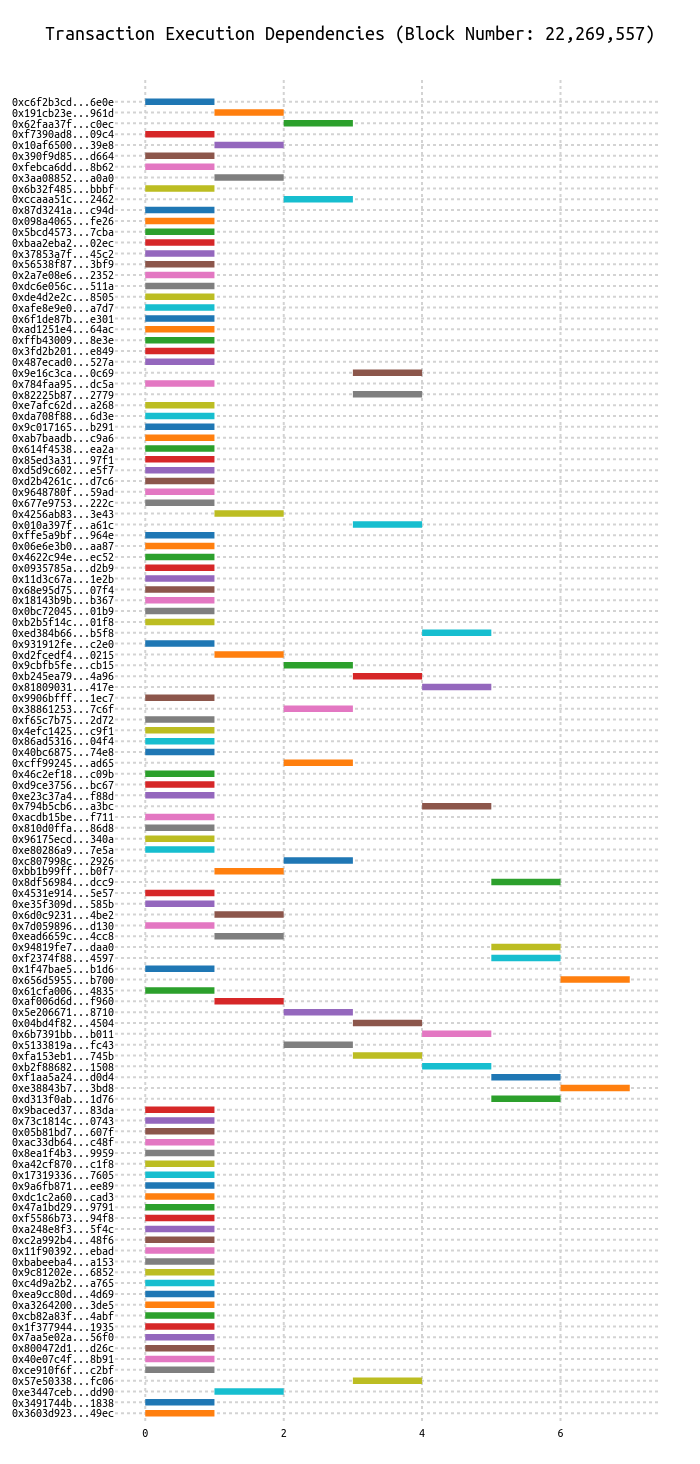 Transaction Execution Dependencies (Block Number: 22,269,557)
0xc6f2b3cd...6e0e
0x191cb23e...961d
0x62faa37f...c0ec
0xf7390ad8...09c4
0x10af6500...39e8
0x390f9d85...d664
0xfebca6dd...8b62
0x3aa08852...a0a0
0x6b32f485...bbbf
0xccaaa51c...2462
0x87d3241a...c94d
0x098a4065...fe26
0x5bcd4573...7cba
0xbaa2eba2...02ec
0x37853a7f...45c2
0x56538f87...3bf9
0x2a7e08e6...2352
0xdc6e056c...511a
0xde4d2e2c...8505
0xafe8e9e0...a7d7
0x6f1de87b...e301
0xad1251e4...64ac
0xffb43009...8e3e
0x3fd2b201...e849
0x487ecad0...527a
0x9e16c3ca...0c69
0x784faa95...dc5a
0x82225b87...2779
0xe7afc62d...a268
0xda708f88...6d3e
0x9c017165...b291
0xab7baadb...c9a6
0x614f4538...ea2a
0x85ed3a31...97f1
0xd5d9c602...e5f7
0xd2b4261c...d7c6
0x9648780f...59ad
0x677e9753...222c
0x4256ab83...3e43
0x010a397f...a61c
0xffe5a9bf...964e
0x06e6e3b0...aa87
0x4622c94e...ec52
0x0935785a...d2b9
0x11d3c67a...1e2b
0x68e95d75...07f4
0x18143b9b...b367
0x0bc72045...01b9
0xb2b5f14c...01f8
0xed384b66...b5f8
0x931912fe...c2e0
0xd2fcedf4...0215
0x9cbfb5fe...cb15
0xb245ea79...4a96
0x81809031...417e
0x9906bfff...1ec7
0x38861253...7c6f
0xf65c7b75...2d72
0x4efc1425...c9f1
0x86ad5316...04f4
0x40bc6875...74e8
0xcff99245...ad65
0x46c2ef18...c09b
0xd9ce3756...bc67
0xe23c37a4...f88d
0x794b5cb6...a3bc
0xacdb15be...f711
0x810d0ffa...86d8
0x96175ecd...340a
0xe80286a9...7e5a
0xc807998c...2926
0xbb1b99ff...b0f7
0x8df56984...dcc9
0x4531e914...5e57
0xe35f309d...585b
0x6d0c9231...4be2
0x7d059896...d130
0xead6659c...4cc8
0x94819fe7...daa0
0xf2374f88...4597
0x1f47bae5...b1d6
0x656d5955...b700
0x61cfa006...4835
0xaf006d6d...f960
0x5e206671...8710
0x04bd4f82...4504
0x6b7391bb...b011
0x5133819a...fc43
0xfa153eb1...745b
0xb2f88682...1508
0xf1aa5a24...d0d4
0xe38843b7...3bd8
0xd313f0ab...1d76
0x9baced37...83da
0x73c1814c...0743
0x05b81bd7...607f
0xac33db64...c48f
0x8ea1f4b3...9959
0xa42cf870...c1f8
0x17319336...7605
0x9a6fb871...ee89
0xdc1c2a60...cad3
0x47a1bd29...9791
0xf5586b73...94f8
0xa248e8f3...5f4c
0xc2a992b4...48f6
0x11f90392...ebad
0xbabeeba4...a153
0x9c81202e...6852
0xc4d9a2b2...a765
0xea9cc80d...4d69
0xa3264200...3de5
0xcb82a83f...4abf
0x1f377944...1935
0x7aa5e02a...56f0
0x800472d1...d26c
0x40e07c4f...8b91
0xce910f6f...c2bf
0x57e50338...fc06
0xe3447ceb...dd90
0x3491744b...1838
0x3603d923...49ec
0 2 4 6